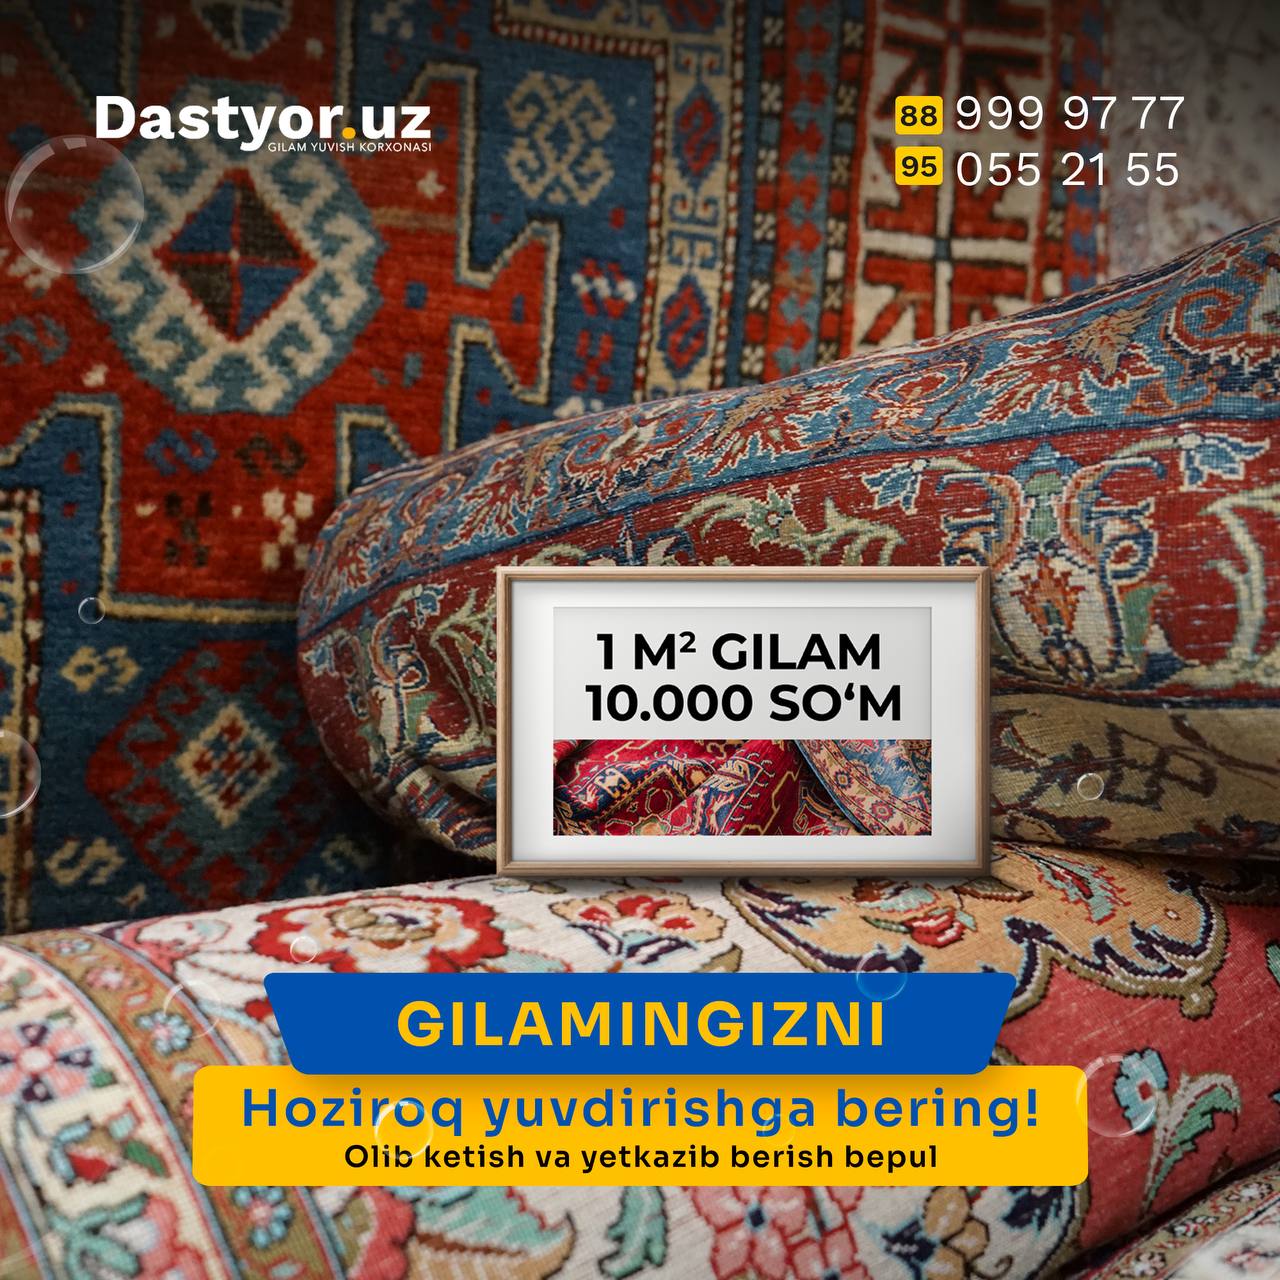 Dastyor.uz
GILAM YUVISH KORXONASI
88 999 97 77
95 055 21 55
1 M² GILAM
10.000 SO‘M
GILAMINGIZNI
Hoziroq yuvdirishga bering!
Olib ketish va yetkazib berish bepul